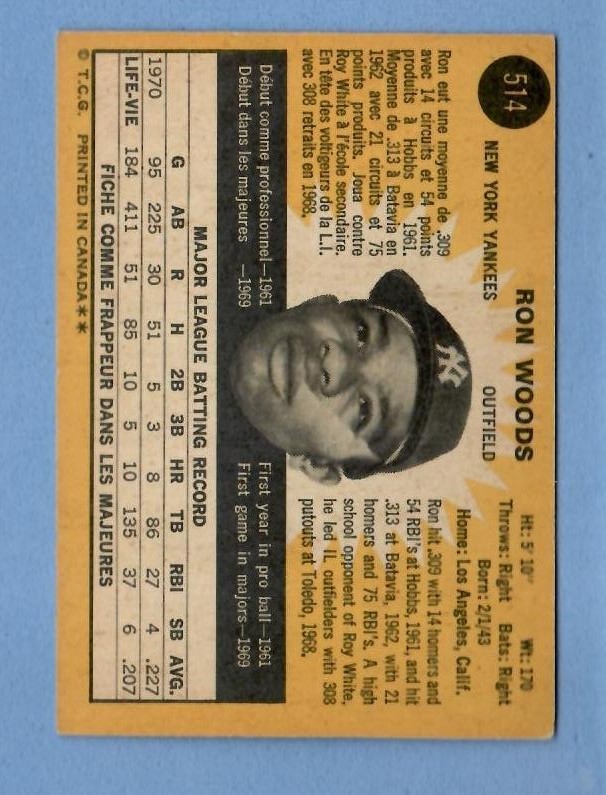 514
RON WOODS
NEW YORK YANKEES
OUTFIELD
Ht: 5' 10" Wt: 170
Born: 2/1/43
Throws: Right Bats: Right
Home: Los Angeles, Calif.
Ron eut une moyenne de .309
avec 14 circuits et 54 points
produits à Hobbs en 1961.
Moyenne de .313 à Batavia en
1962 avec 21 circuits et 75
points produits. Joua contre
Roy White à l'école secondaire.
En tête des voltigeurs de la L.I.
avec 308 retraits en 1968.
NY
Ron hit .309 with 14 homers and
54 RBI's at Hobbs, 1961, and hit
.313 at Batavia, 1962, with 21
homers and 75 RBI's. A high
school opponent of Roy White,
he led IL outfielders with 308
putouts at Toledo, 1968.
Début comme professionnel—1961
Début dans les majeures —1969
First year in pro ball—1961
First game in majors—1969
MAJOR LEAGUE BATTING RECORD
G AB R H 2B 3B HR TB RBI SB AVG.
1970 95 225 30 51 5 3 8 86 27 4 .227
LIFE-VIE 184 411 51 85 10 5 10 135 37 6 .207
FICHE COMME FRAPPEUR DANS LES MAJEURES
© T.C.G. PRINTED IN CANADA**